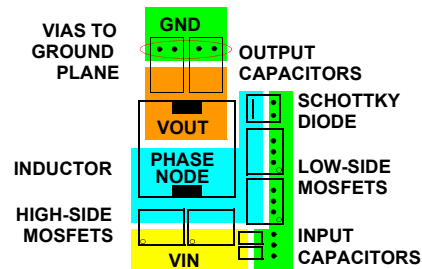 GND
VIAS TO
GROUND
PLANE
OUTPUT
CAPACITORS
SCHOTTKY
DIODE
VOUT
INDUCTOR
PHASE
NODE
LOW-SIDE
MOSFETS
HIGH-SIDE
MOSFETS
INPUT
CAPACITORS
VIN